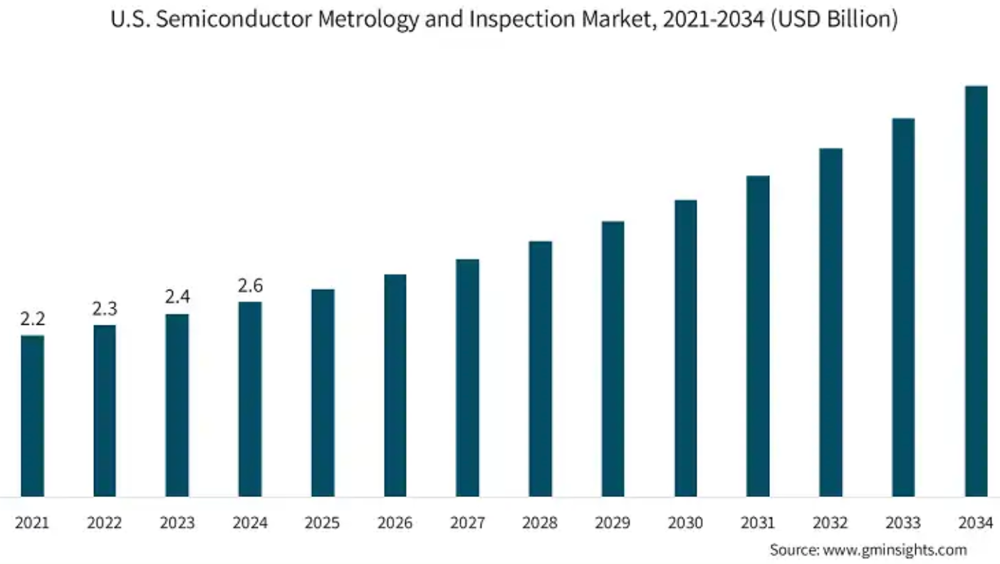 U.S. Semiconductor Metrology and Inspection Market, 2021-2034 (USD Billion)
2.2
2.3
2.4
2.6
2021 2022 2023 2024 2025 2026 2027 2028 2029 2030 2031 2032 2033 2034
Source: www.gminsights.com